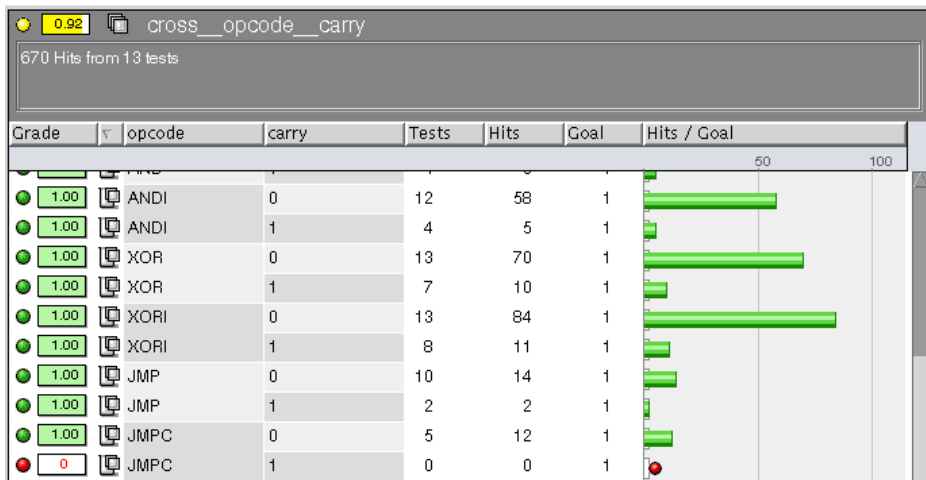 0.92 cross__opcode__carry
670 Hits from 13 tests
Grade opcode carry Tests Hits Goal Hits / Goal
50 100
1.00 ANDI 0 12 58 1
1.00 ANDI 1 4 5 1
1.00 XOR 0 13 70 1
1.00 XOR 1 7 10 1
1.00 XORI 0 13 84 1
1.00 XORI 1 8 11 1
1.00 JMP 0 10 14 1
1.00 JMP 1 2 2 1
1.00 JMPC 0 5 12 1
0 JMPC 1 0 0 1